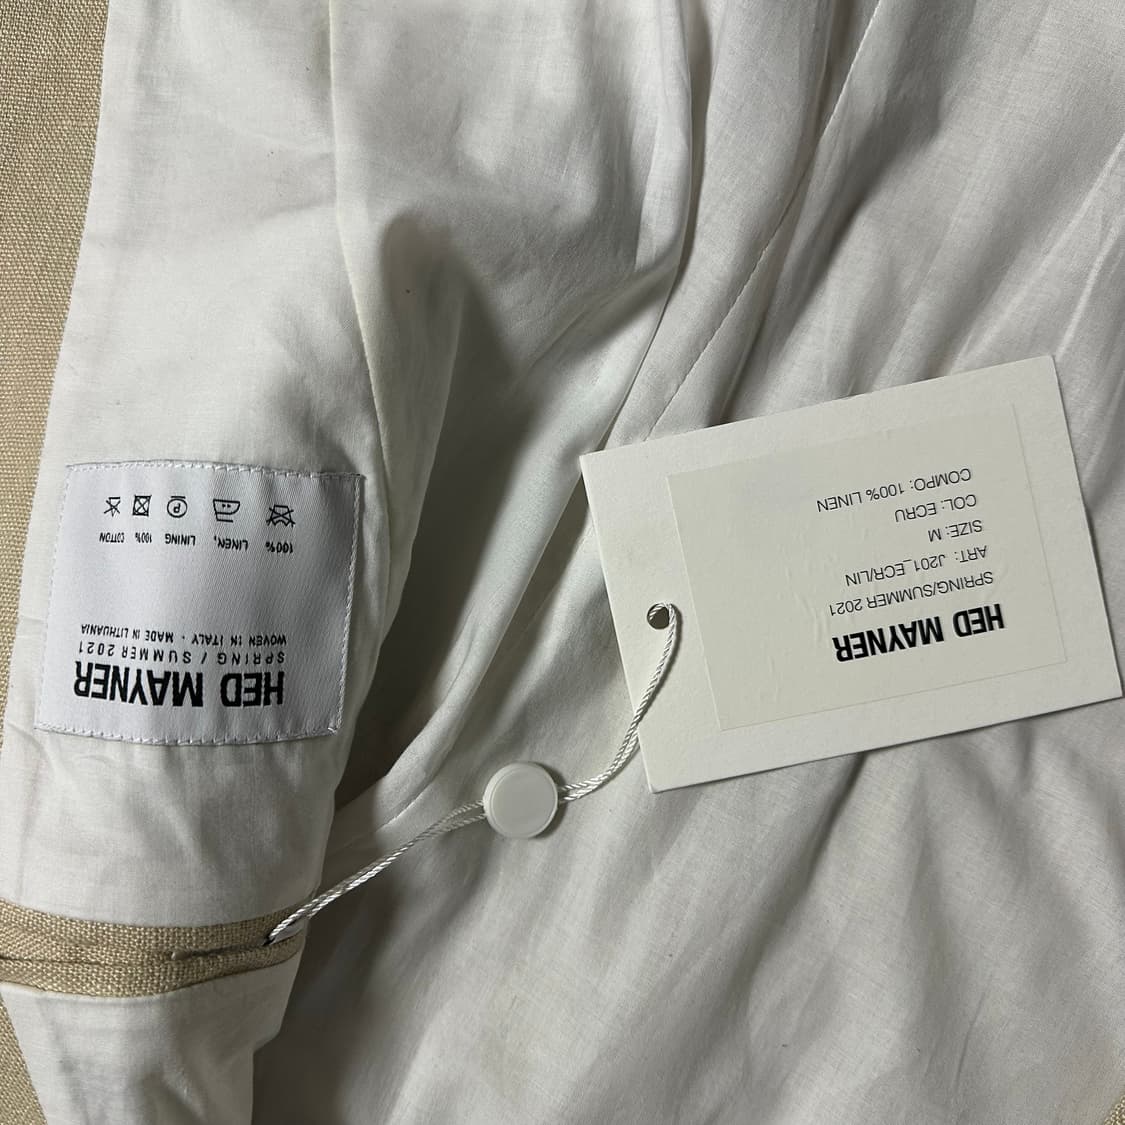 HED MAYNER
SPRING / SUMMER 2021
WOVEN IN ITALY · MADE IN LITHUANIA
100% LINEN, LINING 100% COTTON
P
HED MAYNER
SPRING/SUMMER 2021
ART: J201_ECR/LIN
SIZE: M
COL: ECRU
COMPO: 100% LINEN